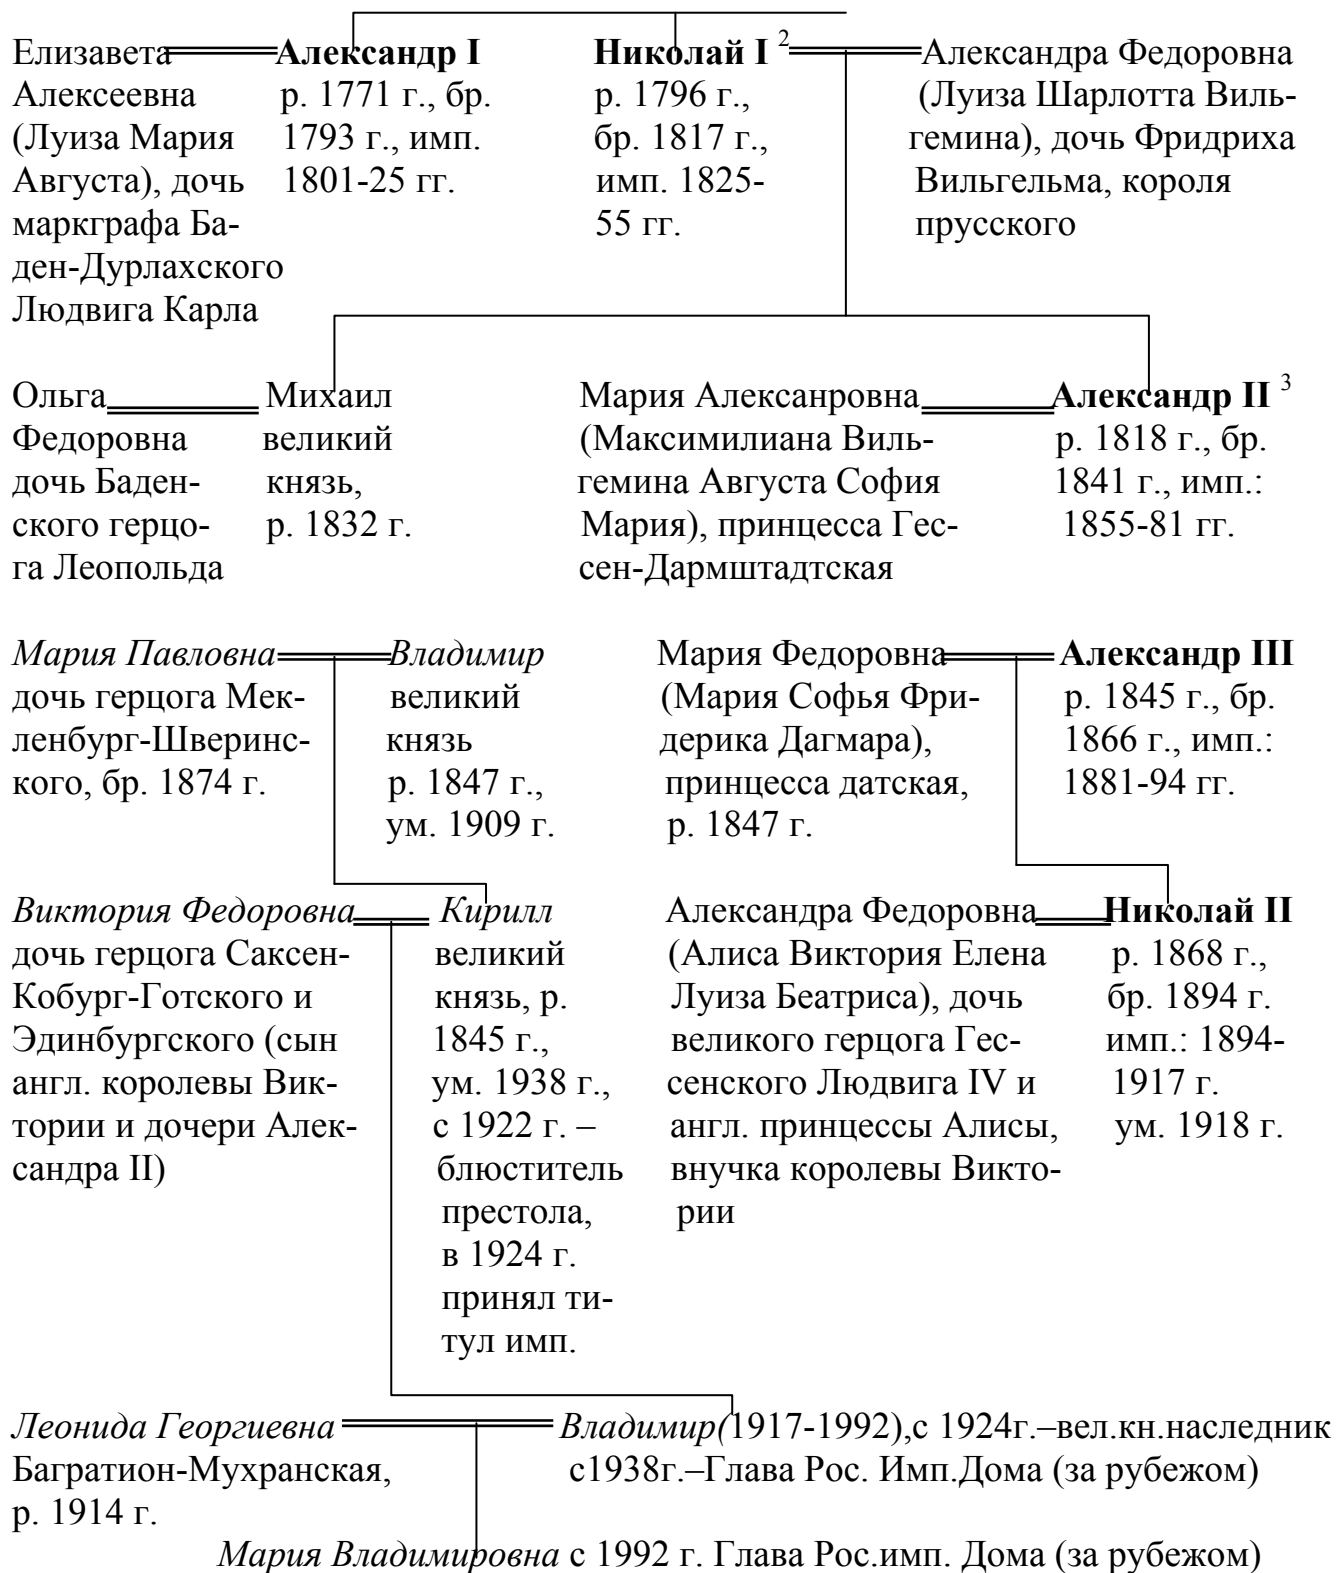 Елизавета
Алексеевна
(Луиза Мария
Августа), дочь
маркграфа Ба-
ден-Дурлахского
Людвига Карла
Александр I
р. 1771 г., бр.
1793 г., имп.
1801-25 гг.
Николай I ²
р. 1796 г.,
бр. 1817 г.,
имп. 1825-
55 гг.
Александра Федоровна
(Луиза Шарлотта Виль-
гемина), дочь Фридриха
Вильгельма, короля
прусского
Ольга
Федоровна
дочь Баден-
ского герцо-
га Леопольда
Михаил
великий
князь,
р. 1832 г.
Мария Алексанровна
(Максимилиана Виль-
гемина Августа София
Мария), принцесса Гес-
сен-Дармштадтская
Александр II ³
р. 1818 г., бр.
1841 г., имп.:
1855-81 гг.
Мария Павловна
дочь герцога Мек-
ленбург-Шверинс-
кого, бр. 1874 г.
Владимир
великий
князь
р. 1847 г.,
ум. 1909 г.
Мария Федоровна
(Мария Софья Фри-
дерика Дагмара),
принцесса датская,
р. 1847 г.
Александр III
р. 1845 г., бр.
1866 г., имп.:
1881-94 гг.
Виктория Федоровна
дочь герцога Саксен-
Кобург-Готского и
Эдинбургского (сын
англ. королевы Вик-
тории и дочери Алек-
сандра II)
Кирилл
великий
князь, р.
1845 г.,
ум. 1938 г.,
с 1922 г. –
блюститель
престола,
в 1924 г.
принял ти-
тул имп.
Александра Федоровна
(Алиса Виктория Елена
Луиза Беатриса), дочь
великого герцога Гес-
сенского Людвига IV и
англ. принцессы Алисы,
внучка королевы Викто-
рии
Николай II
р. 1868 г.,
бр. 1894 г.
имп.: 1894-
1917 г.
ум. 1918 г.
Леонида Георгиевна
Багратион-Мухранская,
р. 1914 г.
Владимир(1917-1992),с 1924г.–вел.кн.наследник
с1938г.–Глава Рос. Имп.Дома (за рубежом)
Мария Владимировна с 1992 г. Глава Рос.имп. Дома (за рубежом)